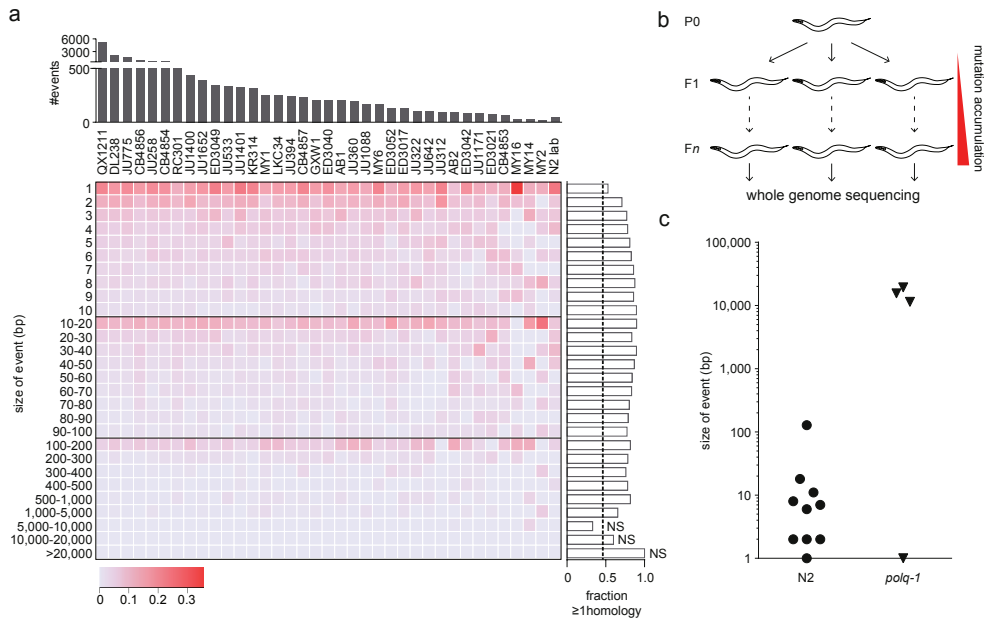 a
6000
3000
500
0
#events
QX1211
DL238
JU775
CB4856
JU258
CB4854
RC301
JU1400
JU1652
ED3049
JU533
JU1401
KR314
MY1
LKC34
JU394
CB4857
GXW1
ED3040
AB1
JU360
JU1088
MY6
ED3052
ED3017
JU322
JU642
JU312
AB2
ED3042
JU1171
ED3021
CB4853
MY16
MY14
MY2
N2 lab
size of event (bp)
1
2
3
4
5
6
7
8
9
10
10-20
20-30
30-40
40-50
50-60
60-70
70-80
80-90
90-100
100-200
200-300
300-400
400-500
500-1,000
1,000-5,000
5,000-10,000
10,000-20,000
>20,000
NS
NS
NS
0 0.1 0.2 0.3
0 0.5 1.0
fraction
≥1homology
b
P0
F1
Fn
mutation accumulation
whole genome sequencing
c
size of event (bp)
100,000
10,000
1,000
100
10
1
N2 polq-1